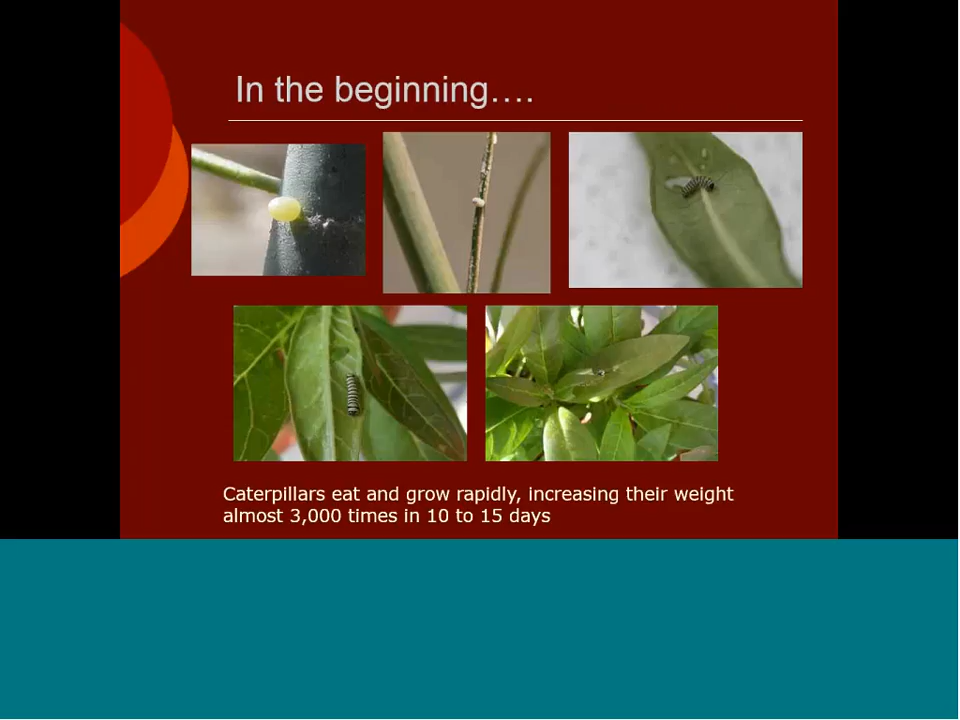 In the beginning….
Caterpillars eat and grow rapidly, increasing their weight
almost 3,000 times in 10 to 15 days